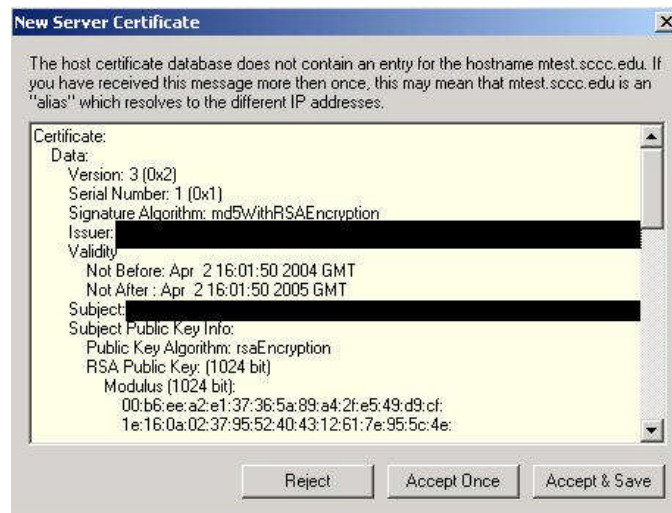 New Server Certificate
The host certificate database does not contain an entry for the hostname mtest.sccc.edu. If
you have received this message more then once, this may mean that mtest.sccc.edu is an
"alias" which resolves to the different IP addresses.
Certificate:
Data:
Version: 3 (0x2)
Serial Number: 1 (0x1)
Signature Algorithm: md5WithRSAEncryption
Issuer:
Validity
Not Before: Apr 2 16:01:50 2004 GMT
Not After : Apr 2 16:01:50 2005 GMT
Subject:
Subject Public Key Info:
Public Key Algorithm: rsaEncryption
RSA Public Key: (1024 bit)
Modulus (1024 bit):
00:b6:ee:a2:e1:37:36:5a:89:a4:2f:e5:49:d9:cf:
1e:16:0a:02:37:95:52:40:43:12:61:7e:95:5c:4e:
Reject Accept Once Accept & Save